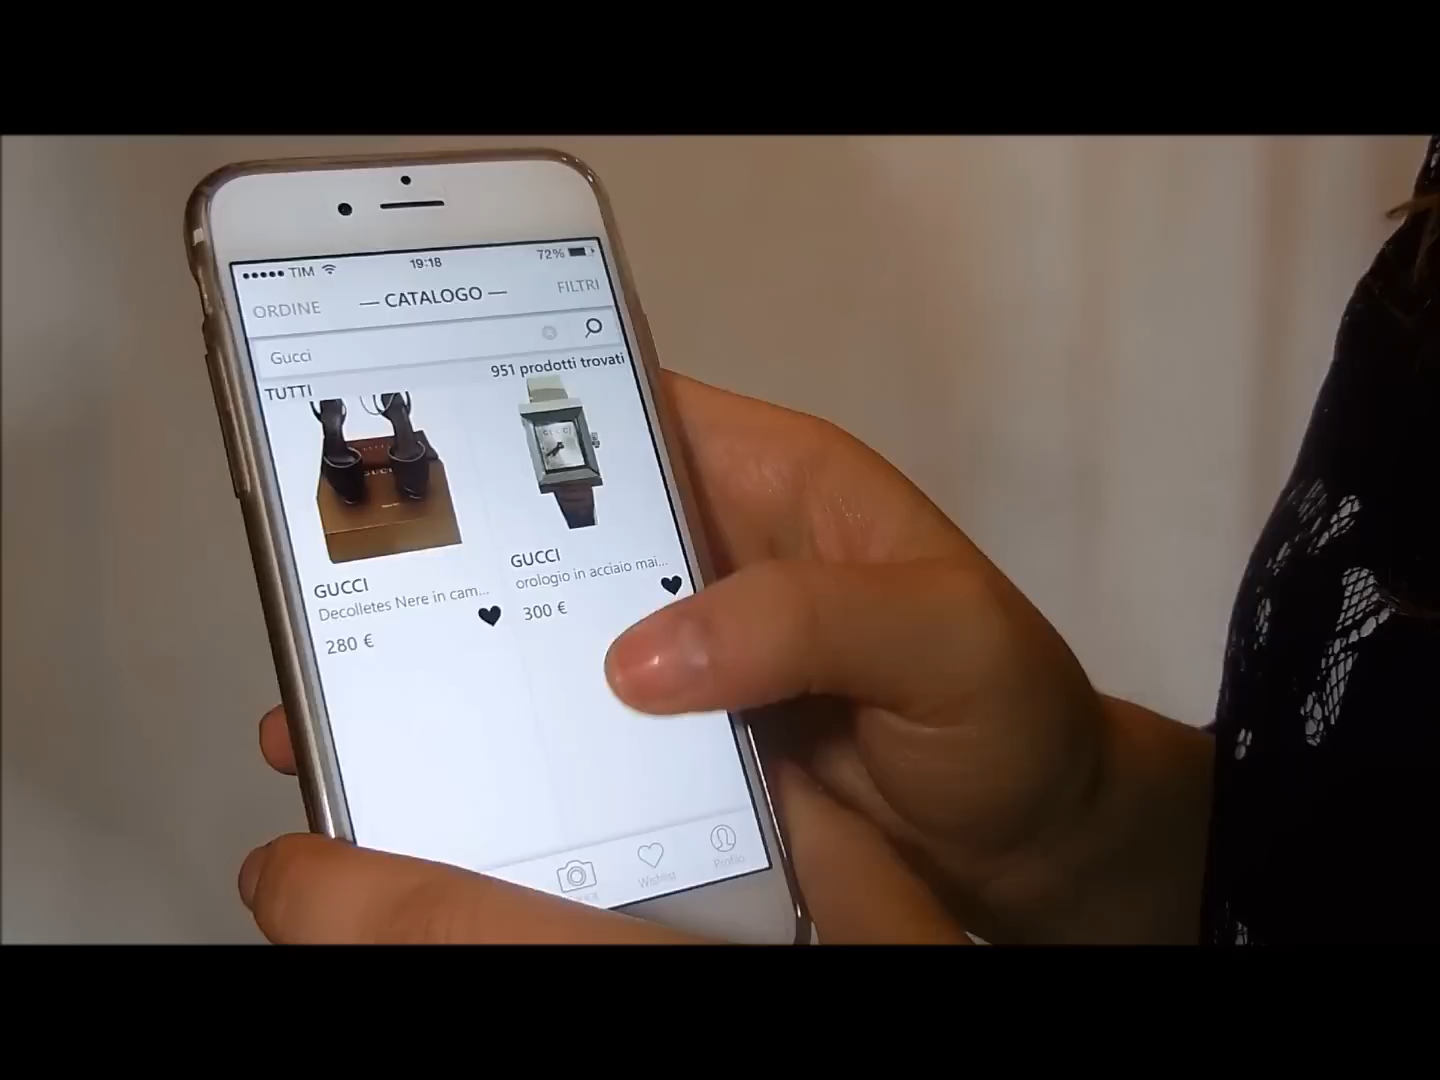 TIM 19:18 72%
ORDINE — CATALOGO — FILTRI
Gucci
TUTTI 951 prodotti trovati
GUCCI
Decolletes Nere in cam...
280 €
GUCCI
orologio in acciaio mai...
300 €
Wishlist Profilo